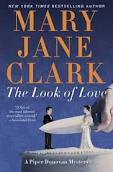 NEW YORK TIMES BESTSELLING AUTHOR
MARY
JANE
CLARK
The Look of Love
A Piper Donovan Mystery